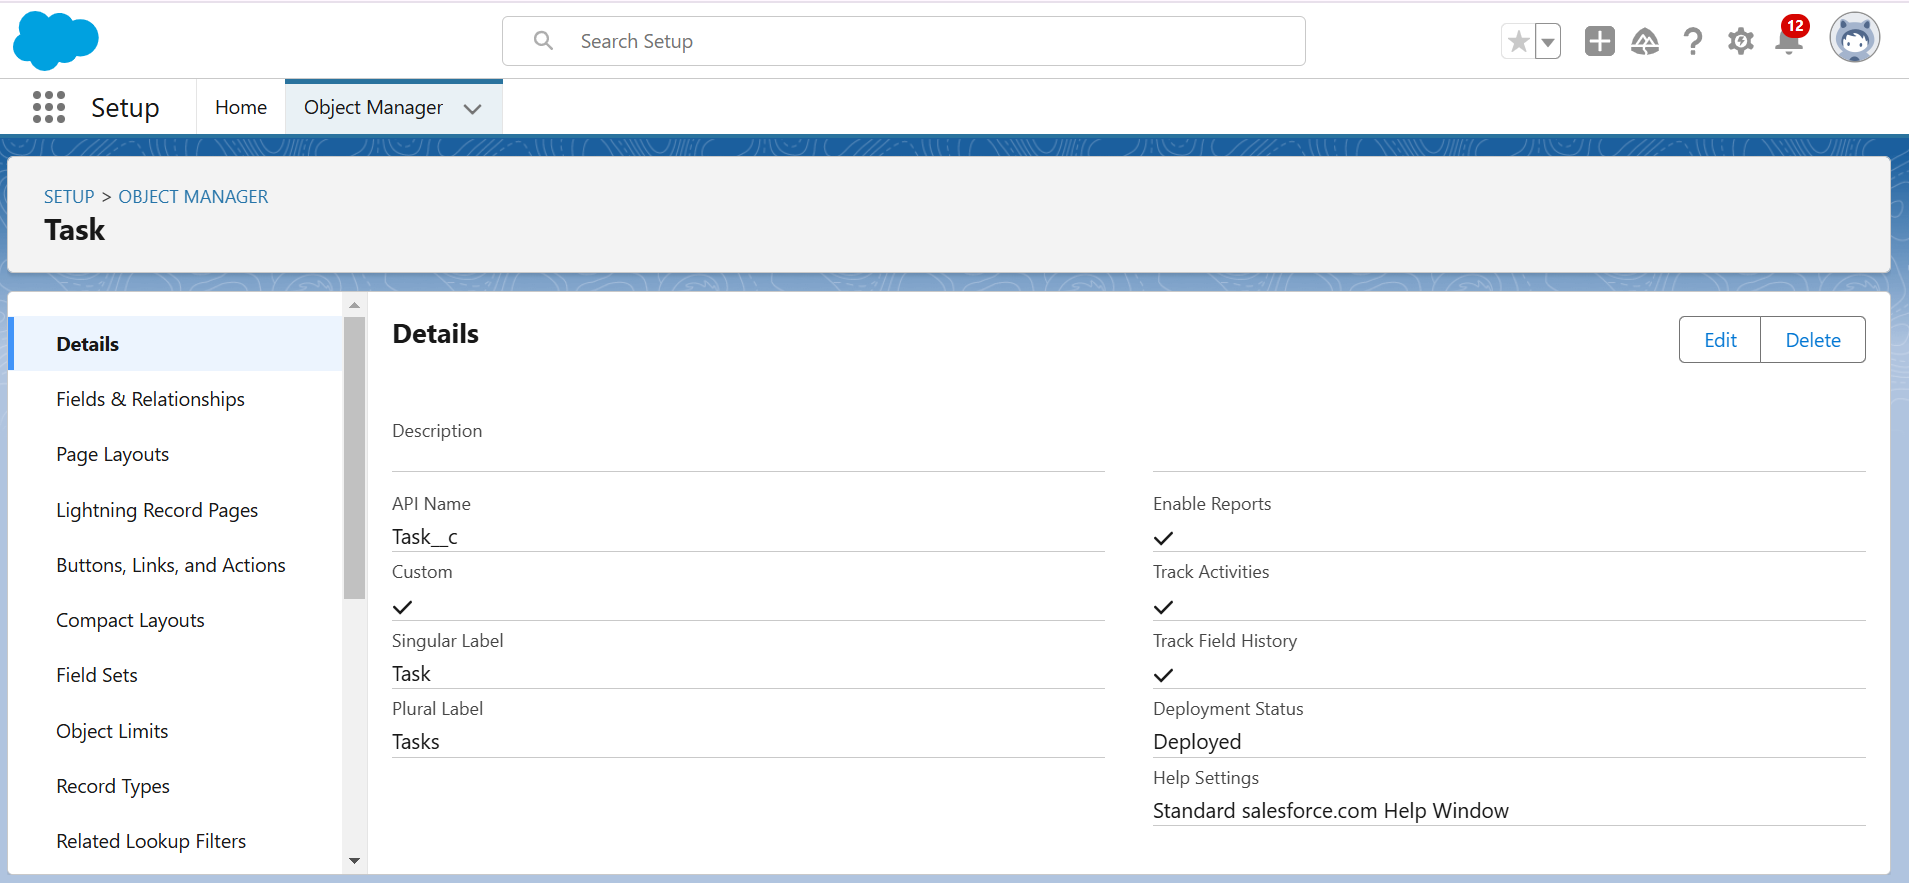 Search Setup
12
Setup
Home
Object Manager
SETUP > OBJECT MANAGER
Task
Details
Fields & Relationships
Page Layouts
Lightning Record Pages
Buttons, Links, and Actions
Compact Layouts
Field Sets
Object Limits
Record Types
Related Lookup Filters
Details
Edit
Delete
Description
API Name
Task__c
Custom
Singular Label
Task
Plural Label
Tasks
Enable Reports
Track Activities
Track Field History
Deployment Status
Deployed
Help Settings
Standard salesforce.com Help Window